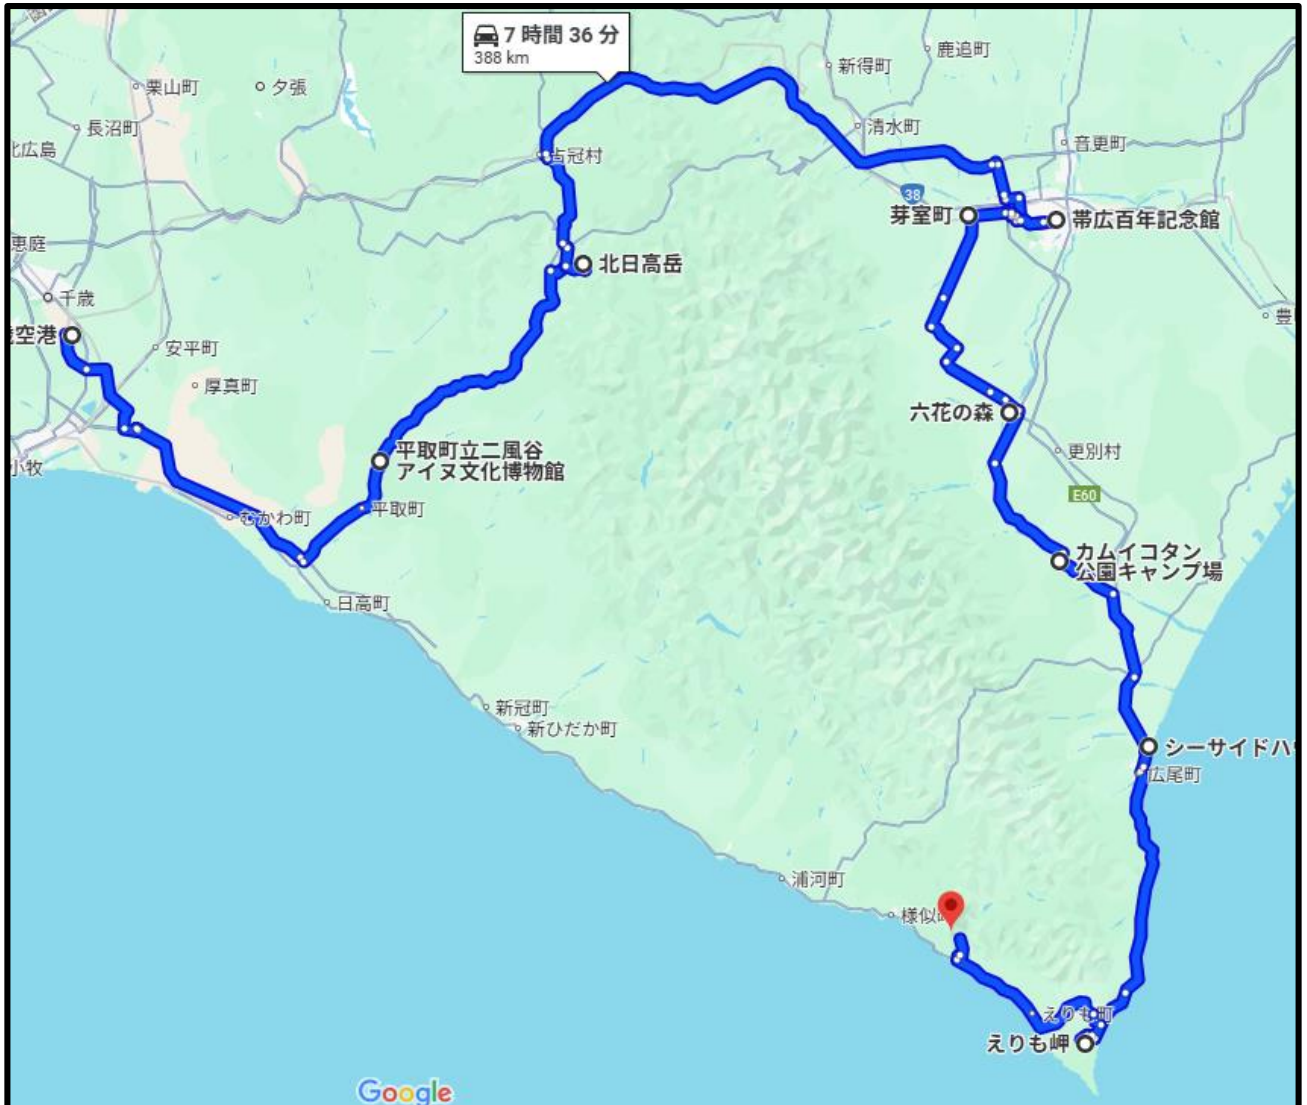 7 時間 36 分
388 km
鹿追町
新得町
栗山町
夕張
長沼町
清水町
音更町
北広島
占冠村
38
芽室町
帯広百年記念館
恵庭
北日高岳
千歳
空港
安平町
厚真町
六花の森
平取町立二風谷
アイヌ文化博物館
更別村
小牧
E60
むかわ町
平取町
カムイコタン
公園キャンプ場
日高町
新冠町
新ひだか町
シーサイドハ
広尾町
浦河町
様似町
えりも町
えりも岬
Google